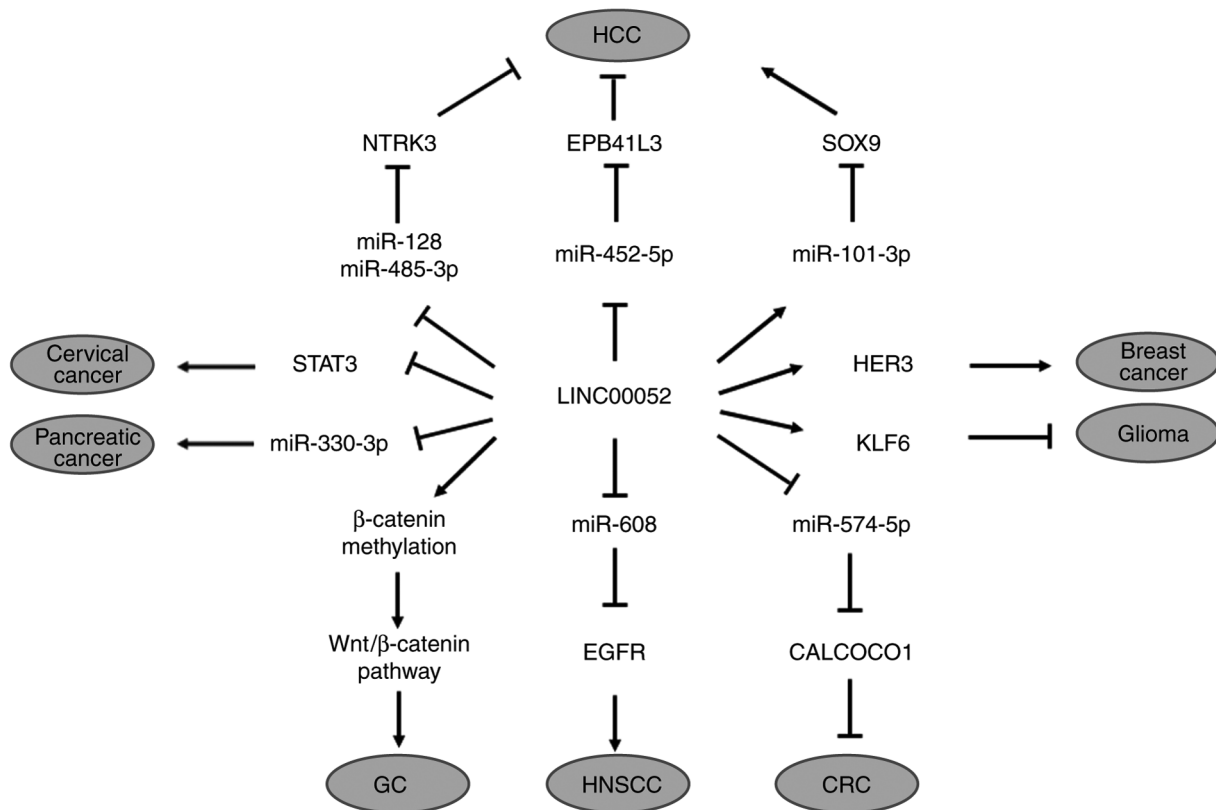 HCC
NTRK3
EPB41L3
SOX9
miR-128
miR-485-3p
miR-452-5p
miR-101-3p
Cervical
cancer
STAT3
LINC00052
HER3
Breast
cancer
Pancreatic
cancer
miR-330-3p
KLF6
Glioma
β-catenin
methylation
miR-608
miR-574-5p
Wnt/β-catenin
pathway
EGFR
CALCOCO1
GC
HNSCC
CRC